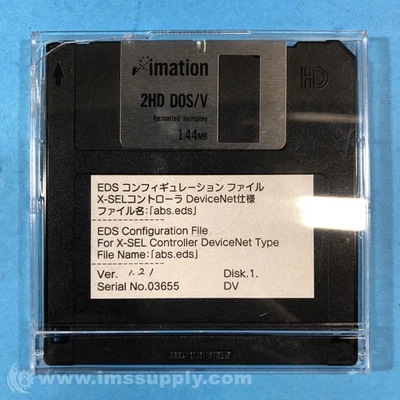 imation
HD
2HD DOS/V
formatted formatee
1.44MB
EDS コンフィギュレーション ファイル
X-SELコントローラ DeviceNet仕様
ファイル名:「abs.eds」
EDS Configuration File
For X-SEL Controller DeviceNet Type
File Name:「abs.eds」
Ver. 1.21 Disk.1.
Serial No.03655 DV
www.imssupply.com